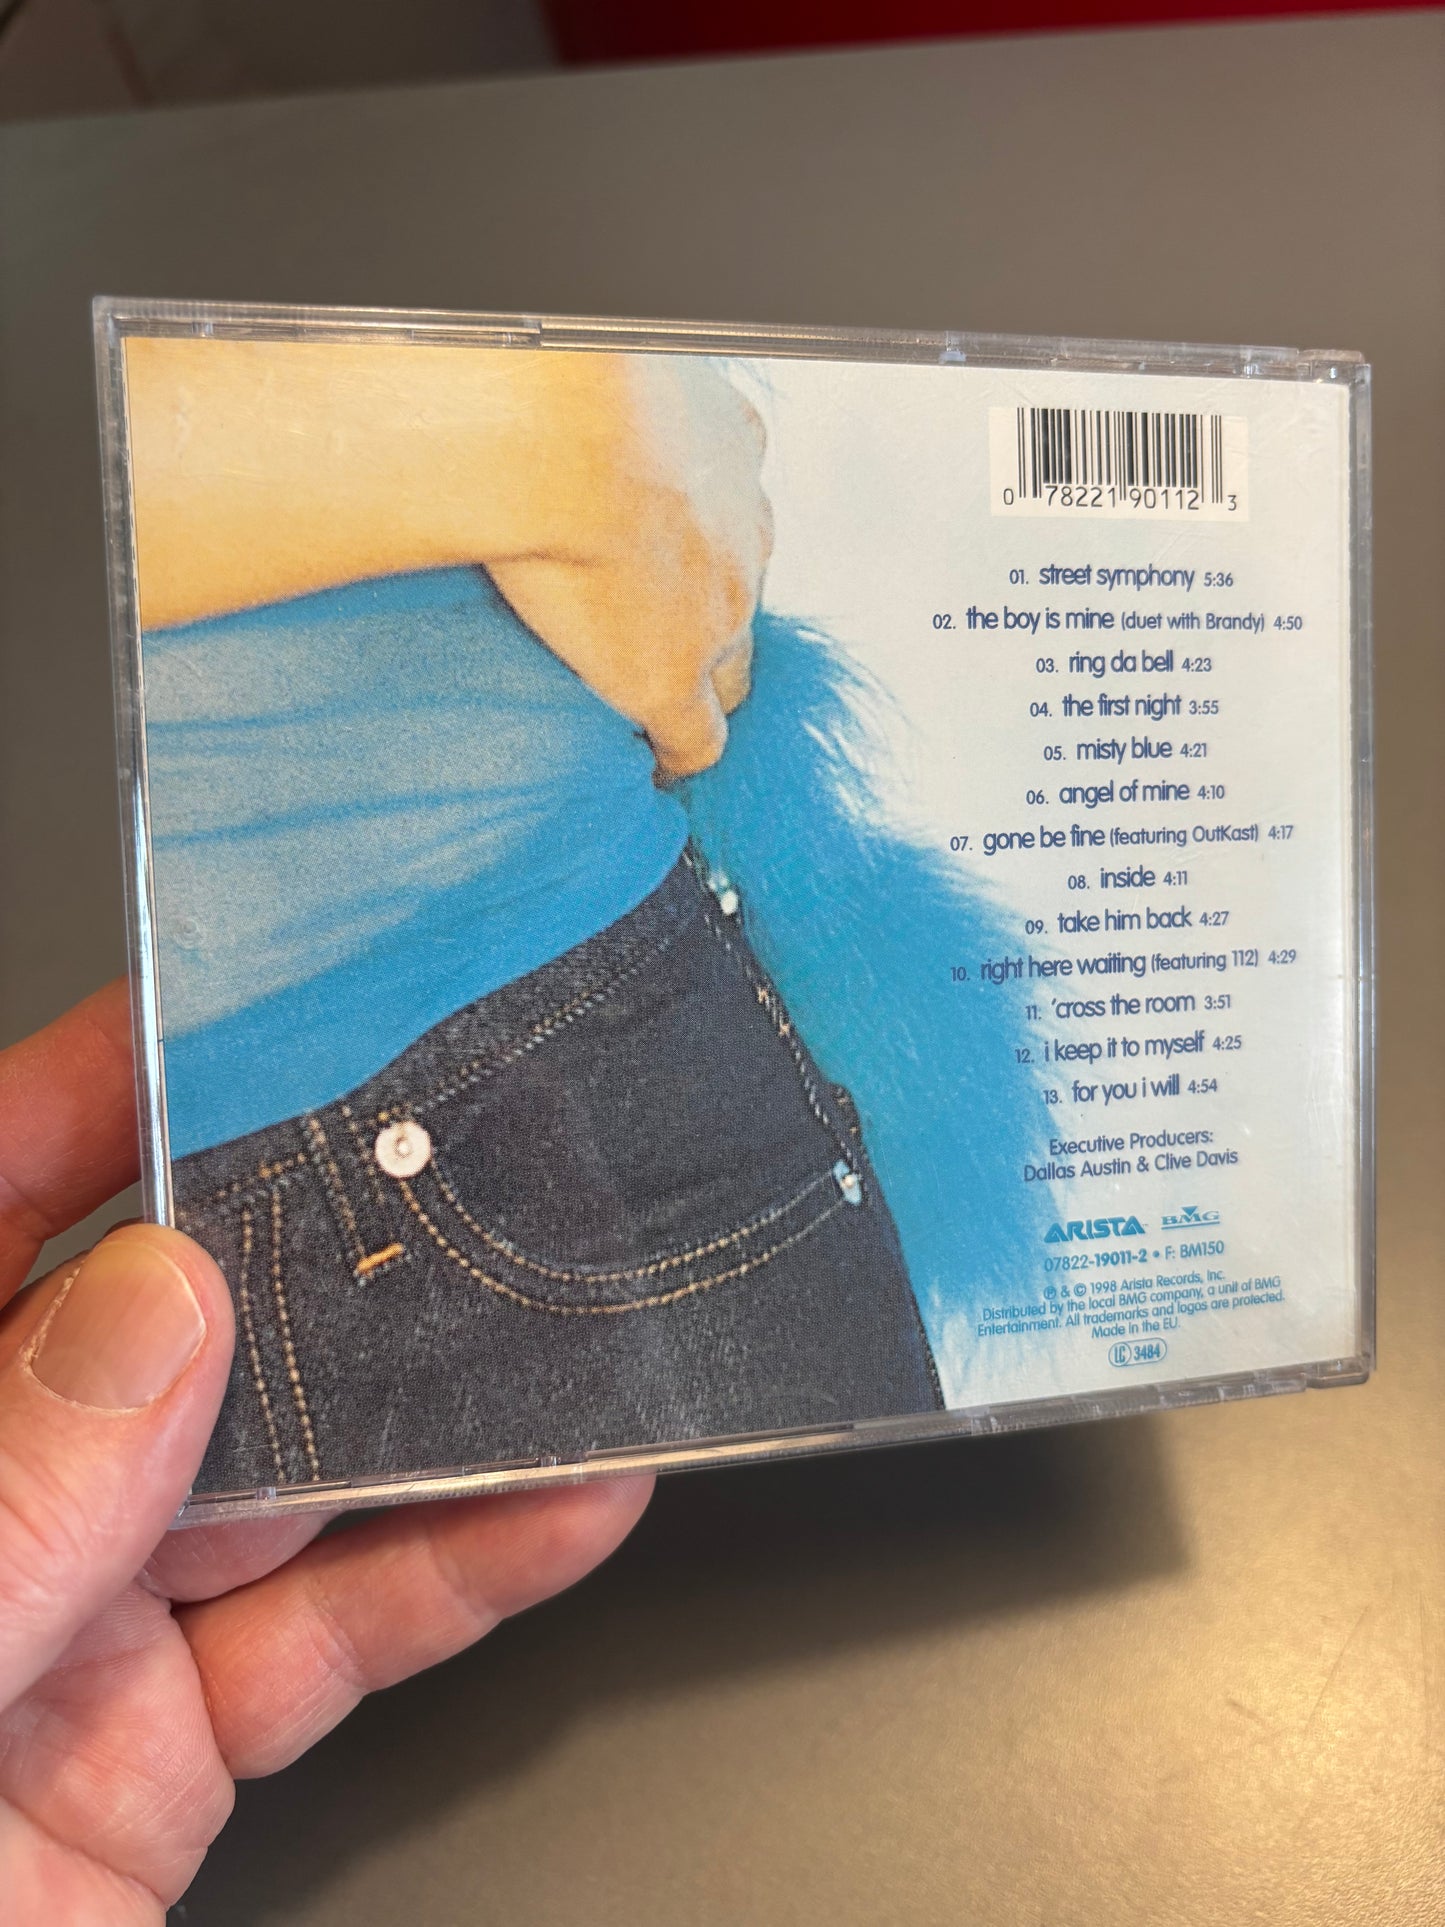 0 78221 90112 3
01. street symphony 5:36
02. the boy is mine (duet with Brandy) 4:50
03. ring da bell 4:23
04. the first night 3:55
05. misty blue 4:21
06. angel of mine 4:10
07. gone be fine (featuring OutKast) 4:17
08. inside 4:11
09. take him back 4:27
10. right here waiting (featuring 112) 4:29
11. 'cross the room 3:51
12. i keep it to myself 4:25
13. for you i will 4:54
Executive Producers:
Dallas Austin & Clive Davis
ARISTA BMG
07822-19011-2 • F: BM150
℗ & © 1998 Arista Records, Inc.
Distributed by the local BMG company, a unit of BMG
Entertainment. All trademarks and logos are protected.
Made in the EU.
LC 3484